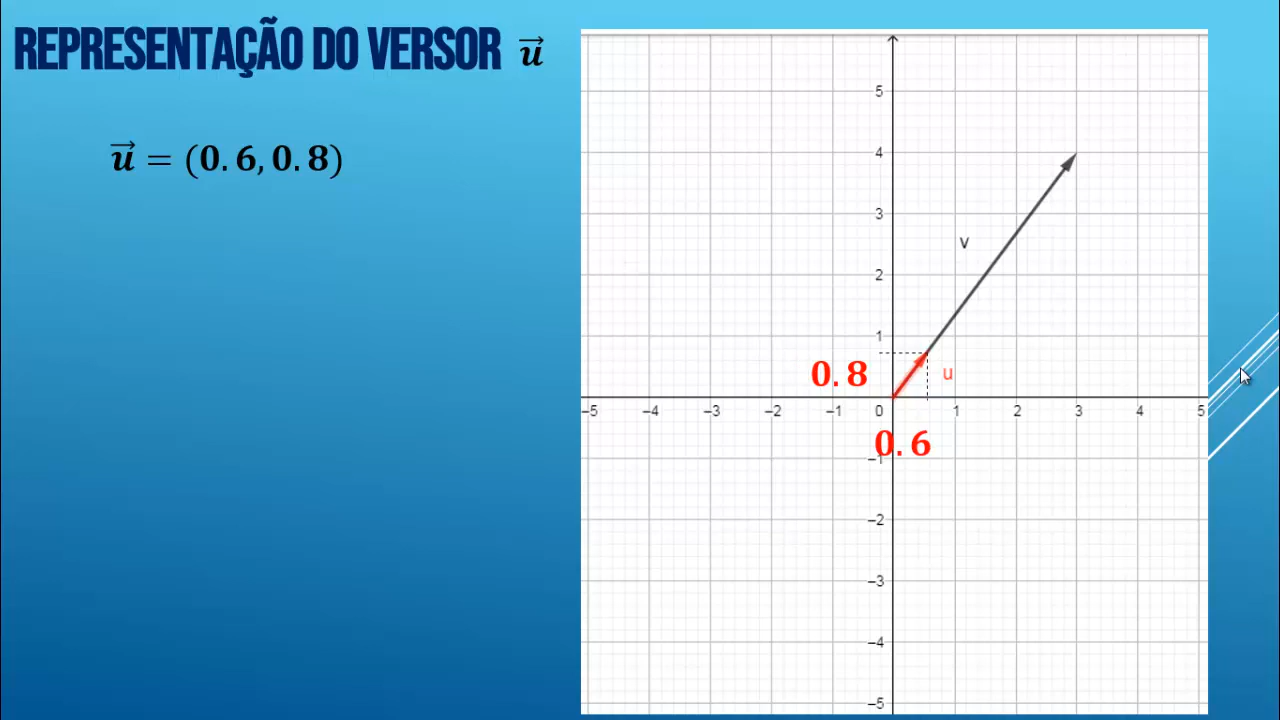 REPRESENTAÇÃO DO VERSOR u⃗
u⃗ = (0.6, 0.8)
5
4
3
v
2
1
0.8
u
–5 –4 –3 –2 –1 0 1 2 3 4 5
0.6
–1
–2
–3
–4
–5